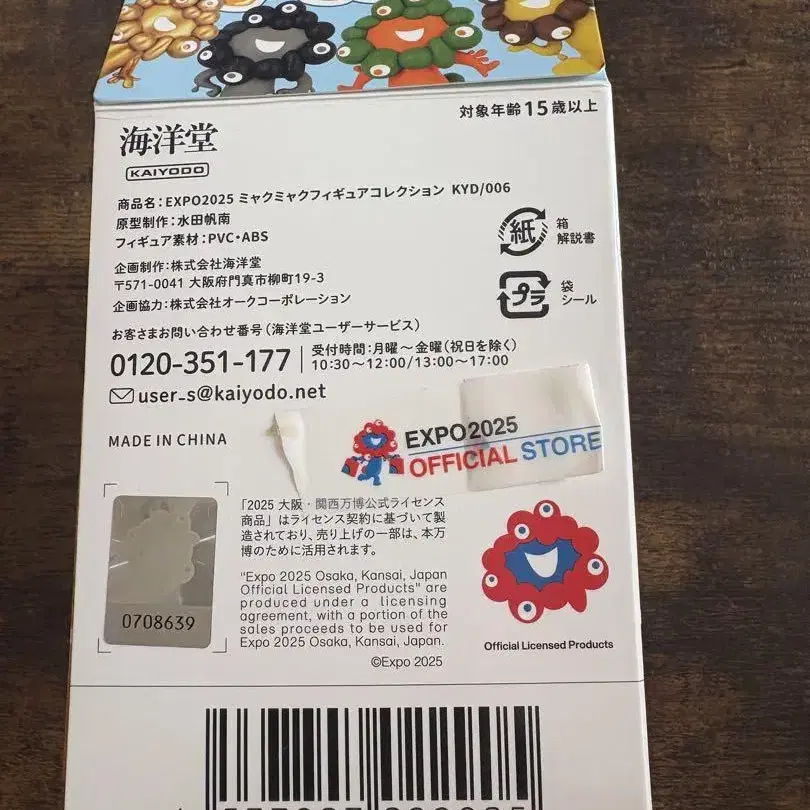 対象年齢15歳以上
海洋堂
KAIYODO
商品名：EXPO2025 ミャクミャクフィギュアコレクション KYD/006
原型制作：水田帆南
フィギュア素材：PVC・ABS
紙
箱
解説書
企画制作：株式会社海洋堂
〒571-0041 大阪府門真市柳町19-3
企画協力：株式会社オークコーポレーション
プラ
袋
シール
お客さまお問い合わせ番号（海洋堂ユーザーサービス）
0120-351-177
受付時間：月曜～金曜（祝日を除く）
10:30～12:00/13:00～17:00
user_s@kaiyodo.net
MADE IN CHINA
EXPO2025
OFFICIAL STORE
「2025 大阪・関西万博公式ライセンス
商品」はライセンス契約に基づいて製
造されており、売り上げの一部は、本万
博のために活用されます。
"Expo 2025 Osaka, Kansai, Japan
Official Licensed Products" are
produced under a licensing
agreement, with a portion of the
sales proceeds to be used for
Expo 2025 Osaka, Kansai, Japan.
©Expo 2025
0708639
Official Licensed Products